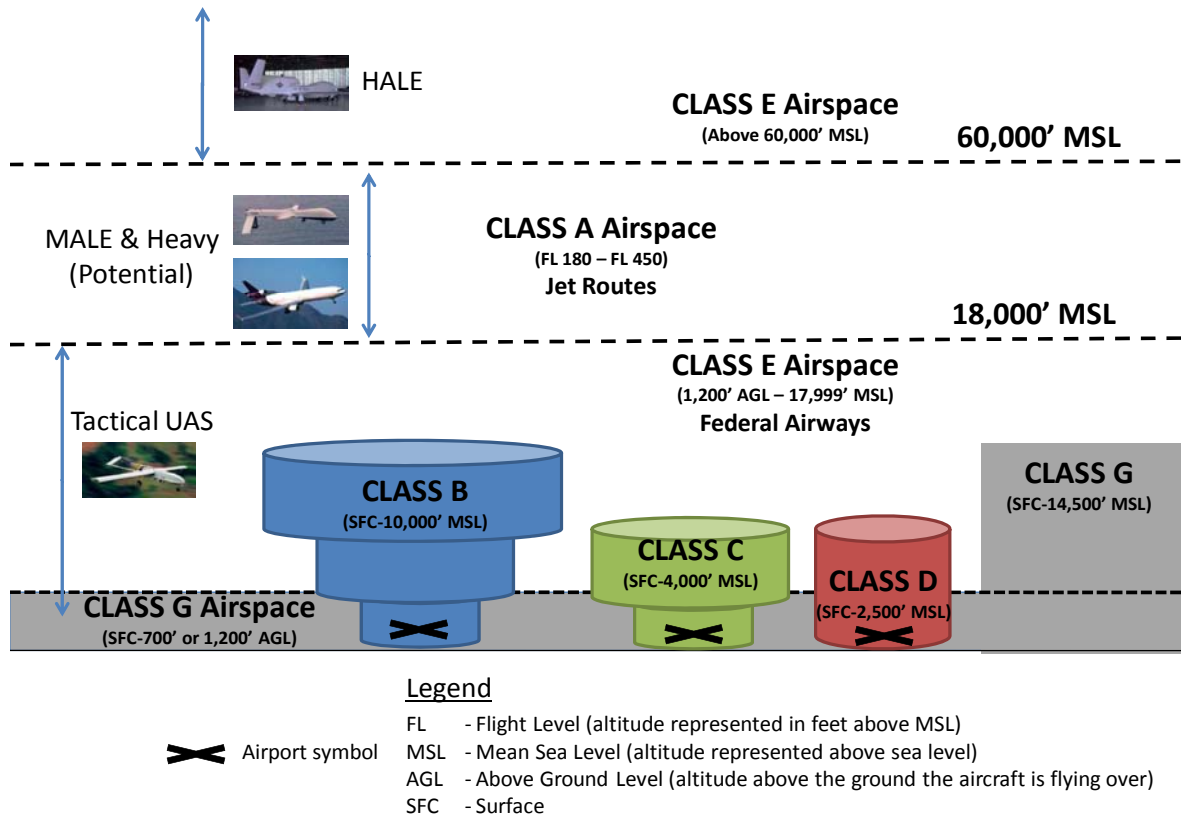 HALE
CLASS E Airspace
(Above 60,000’ MSL)
60,000’ MSL
MALE & Heavy
(Potential)
CLASS A Airspace
(FL 180 – FL 450)
Jet Routes
18,000’ MSL
CLASS E Airspace
(1,200’ AGL – 17,999’ MSL)
Federal Airways
Tactical UAS
CLASS B
(SFC-10,000’ MSL)
CLASS G
(SFC-14,500’ MSL)
CLASS C
(SFC-4,000’ MSL)
CLASS D
(SFC-2,500’ MSL)
CLASS G Airspace
(SFC-700’ or 1,200’ AGL)
Legend
Airport symbol
FL - Flight Level (altitude represented in feet above MSL)
MSL - Mean Sea Level (altitude represented above sea level)
AGL - Above Ground Level (altitude above the ground the aircraft is flying over)
SFC - Surface